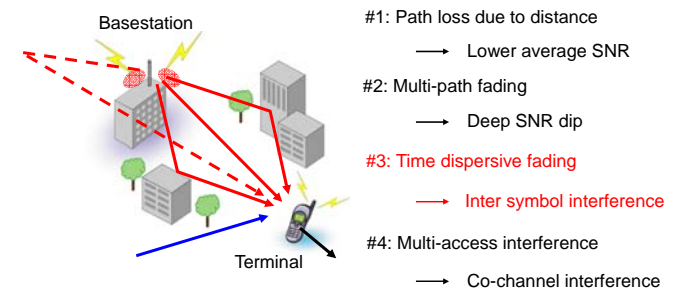 Basestation
Terminal
#1: Path loss due to distance
Lower average SNR
#2: Multi-path fading
Deep SNR dip
#3: Time dispersive fading
Inter symbol interference
#4: Multi-access interference
Co-channel interference